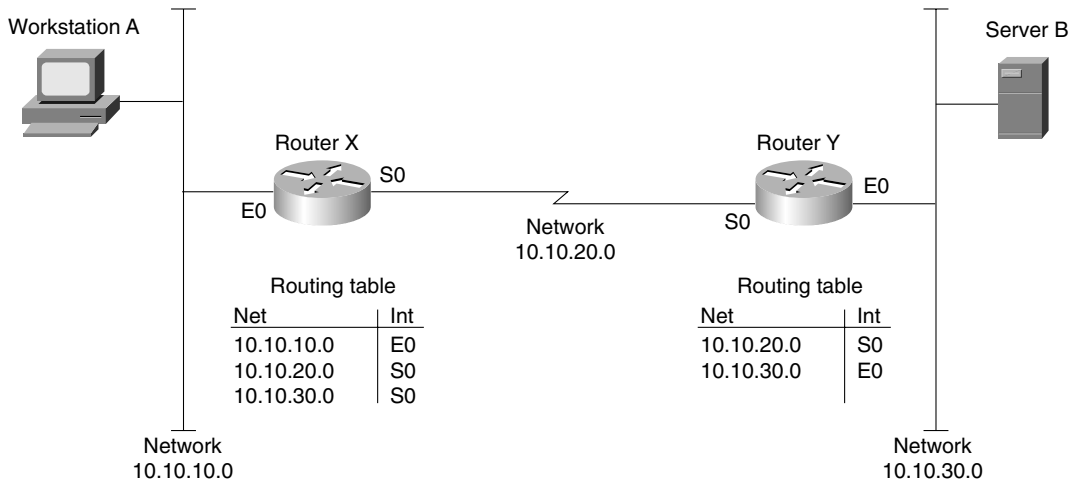 Workstation A
Server B
Router X
Router Y
S0
E0
E0
S0
Network
10.10.20.0
Routing table
Net Int
10.10.10.0 E0
10.10.20.0 S0
10.10.30.0 S0
Routing table
Net Int
10.10.20.0 S0
10.10.30.0 E0
Network
10.10.10.0
Network
10.10.30.0